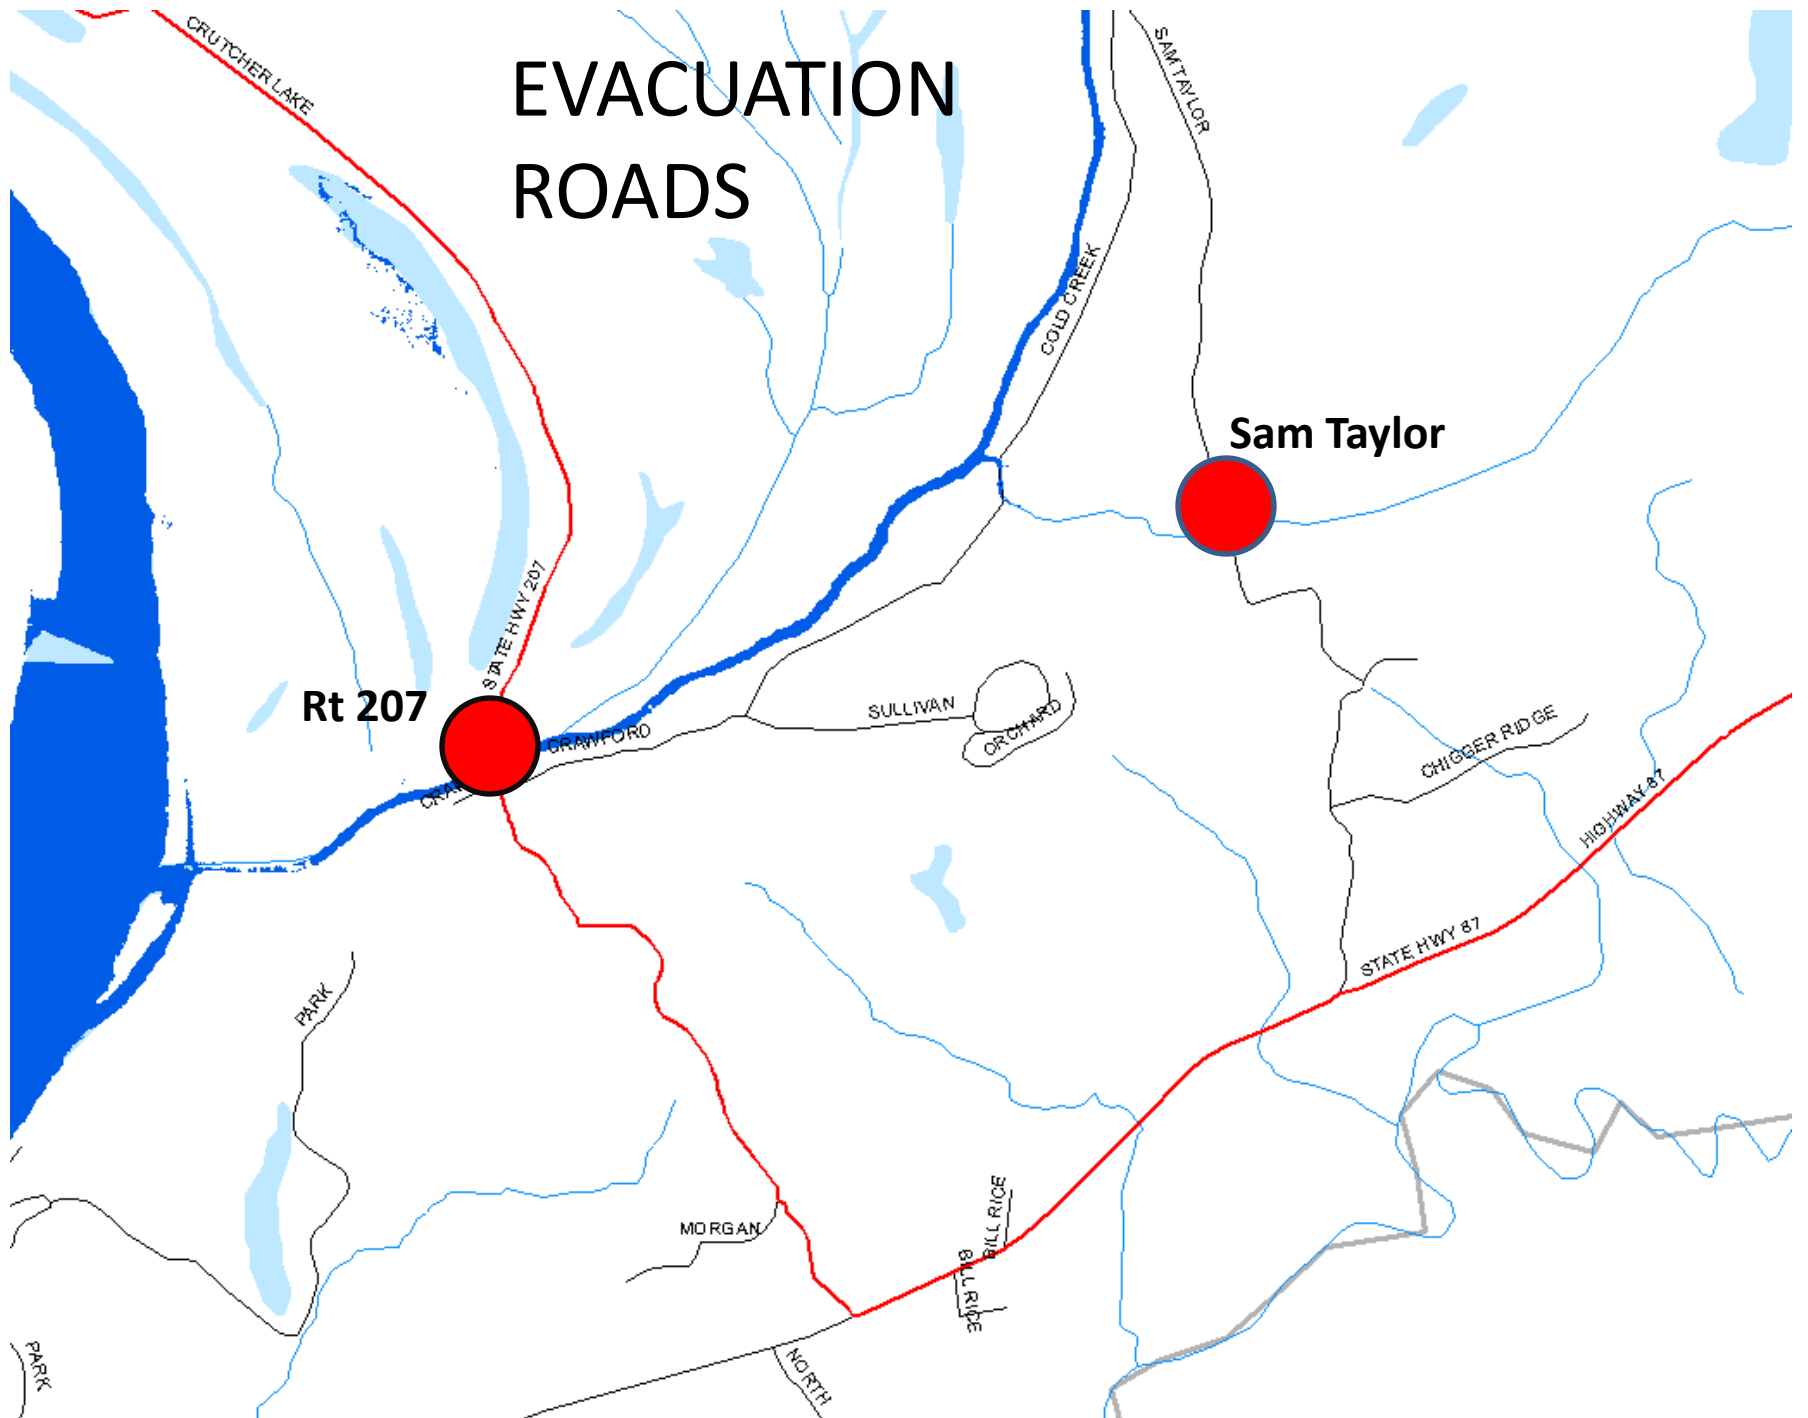 CRUTCHER LAKE
EVACUATION
ROADS
SAM TAYLOR
COLD CREEK
Sam Taylor
STATE HWY 207
Rt 207
CRAWFORD
SULLIVAN
ORCHARD
CHIGGER RIDGE
HIGHWAY 87
STATE HWY 87
PARK
MORGAN
BILL RICE
BILL RICE
NORTH
PARK